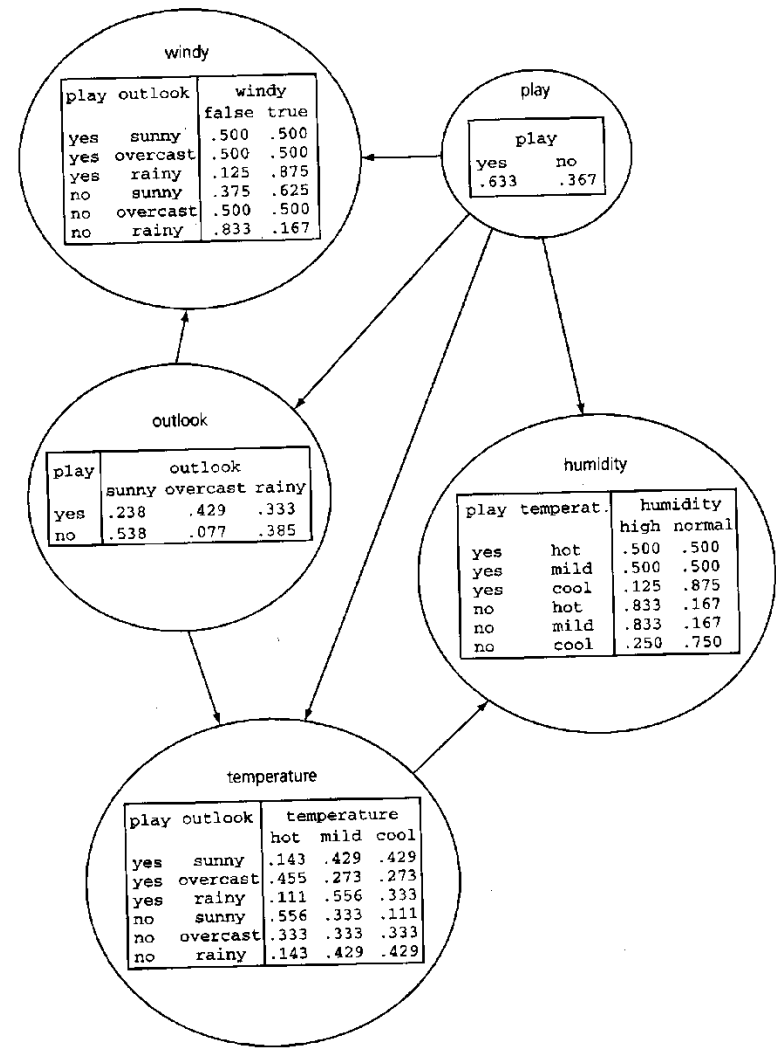 windy
play outlook windy
false true
yes sunny .500 .500
yes overcast .500 .500
yes rainy .125 .875
no sunny .375 .625
no overcast .500 .500
no rainy .833 .167
play
play
yes no
.633 .367
outlook
play outlook
sunny overcast rainy
yes .238 .429 .333
no .538 .077 .385
humidity
play temperat. humidity
high normal
yes hot .500 .500
yes mild .500 .500
yes cool .125 .875
no hot .833 .167
no mild .833 .167
no cool .250 .750
temperature
play outlook temperature
hot mild cool
yes sunny .143 .429 .429
yes overcast .455 .273 .273
yes rainy .111 .556 .333
no sunny .556 .333 .111
no overcast .333 .333 .333
no rainy .143 .429 .429